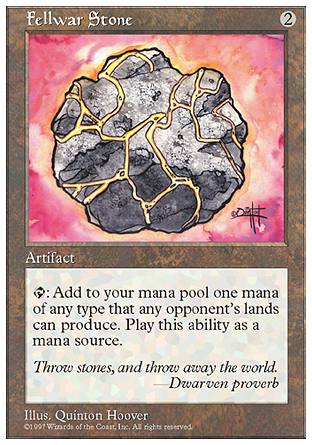 Fellwar Stone 2
Artifact
: Add to your mana pool one mana
of any type that any opponent's lands
can produce. Play this ability as a
mana source.
Throw stones, and throw away the world.
—Dwarven proverb
Illus. Quinton Hoover
©1997 Wizards of the Coast, Inc. All rights reserved.